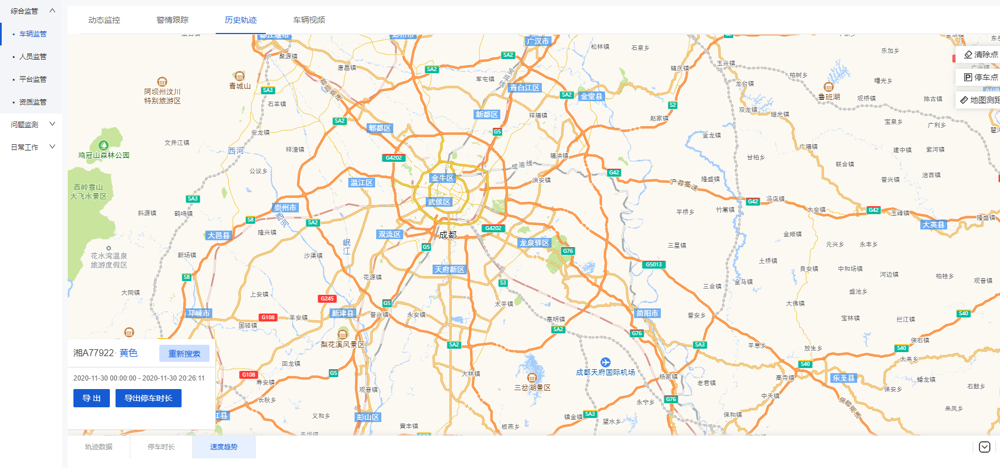 综合监管
车辆监管
人员监管
平台监管
资质监管
问题监测
日常工作
动态监控
警情跟踪
历史轨迹
车辆视频
清除点
停车点
地图测距
都江堰市
彭州市
广汉市
松林镇
石泉乡
乐加乡
聚源镇
唐昌镇
SA2
SA2
军屯镇
宝成线
玉兴镇
辑庆镇
柏树乡
曙光乡
青城山
阿坝州汶川
特别旅游区
SA3
蓉昌高速
青白江区
SA2
金堂县
龙台镇
鲁班湖
观桥镇
陈古镇
石羊镇
S2
双龙镇
继光镇
SA2
新都区
祥福镇
赵家镇
宝泉乡
广利乡
郫都区
G5
安龙镇
金龙镇
文井江镇
西河
梓潼镇
广福镇
建中镇
紫河镇
鸡冠山森林公园
G4202
福洪镇
甘柏乡
联合镇
公议乡
成渝线
G42
金牛区
洪安镇
沪蓉高速
隆盛镇
普兴镇
治西镇
西岭雪山
大飞水景区
温江区
SA3
武侯区
G42
冯店镇
崇州市
斜源镇
鹤鸣镇
S8
西河
SA2
平桥乡
竹篙镇
太安镇
G42
玉峰镇
隆盛镇
大英县
大邑县
隆兴镇
双流区
成都
G4202
金顺镇
龙泉驿区
岷江
G5
G76
三星镇
元兴乡
永丰乡
花水湾温泉
旅游度假区
新场镇
沙渠镇
土桥镇
天府新区
G5013
良安镇
中和场镇
河边镇
柏桂乡
观音镇
S8
花源镇
S3
三合镇
金马镇
大同镇
上安镇
G245
盛池乡
G5
太平镇
大佛镇
邛崃市
G108
羊安镇
新津县
普兴镇
永安镇
高明镇
简阳市
普安乡
宝林镇
拦江镇
S40
固驿镇
SA2
G76
梨花溪风景区
SA2
SA3
平息乡
放生乡
S40
保石镇
湘A77922· 黄色
重新搜索
回龙镇
成都天府国际机场
S40
太来乡
2020-11-30 00:00:00 - 2020-11-30 20:26:11
G108
G5
大林镇
杨家镇
高寺镇
乐至县
蟠龙镇
寿安镇
三岔湖景区
老君镇
保安乡
石鼓乡
导 出
导出停车时长
观音镇
中天镇
长秋乡
永宁乡
G76
江县
义和乡
彭山区
镇金镇
SA3
望水乡
保和镇
来凤乡
黄丰镇
板燕乡
轨迹数据
停车时长
速度趋势